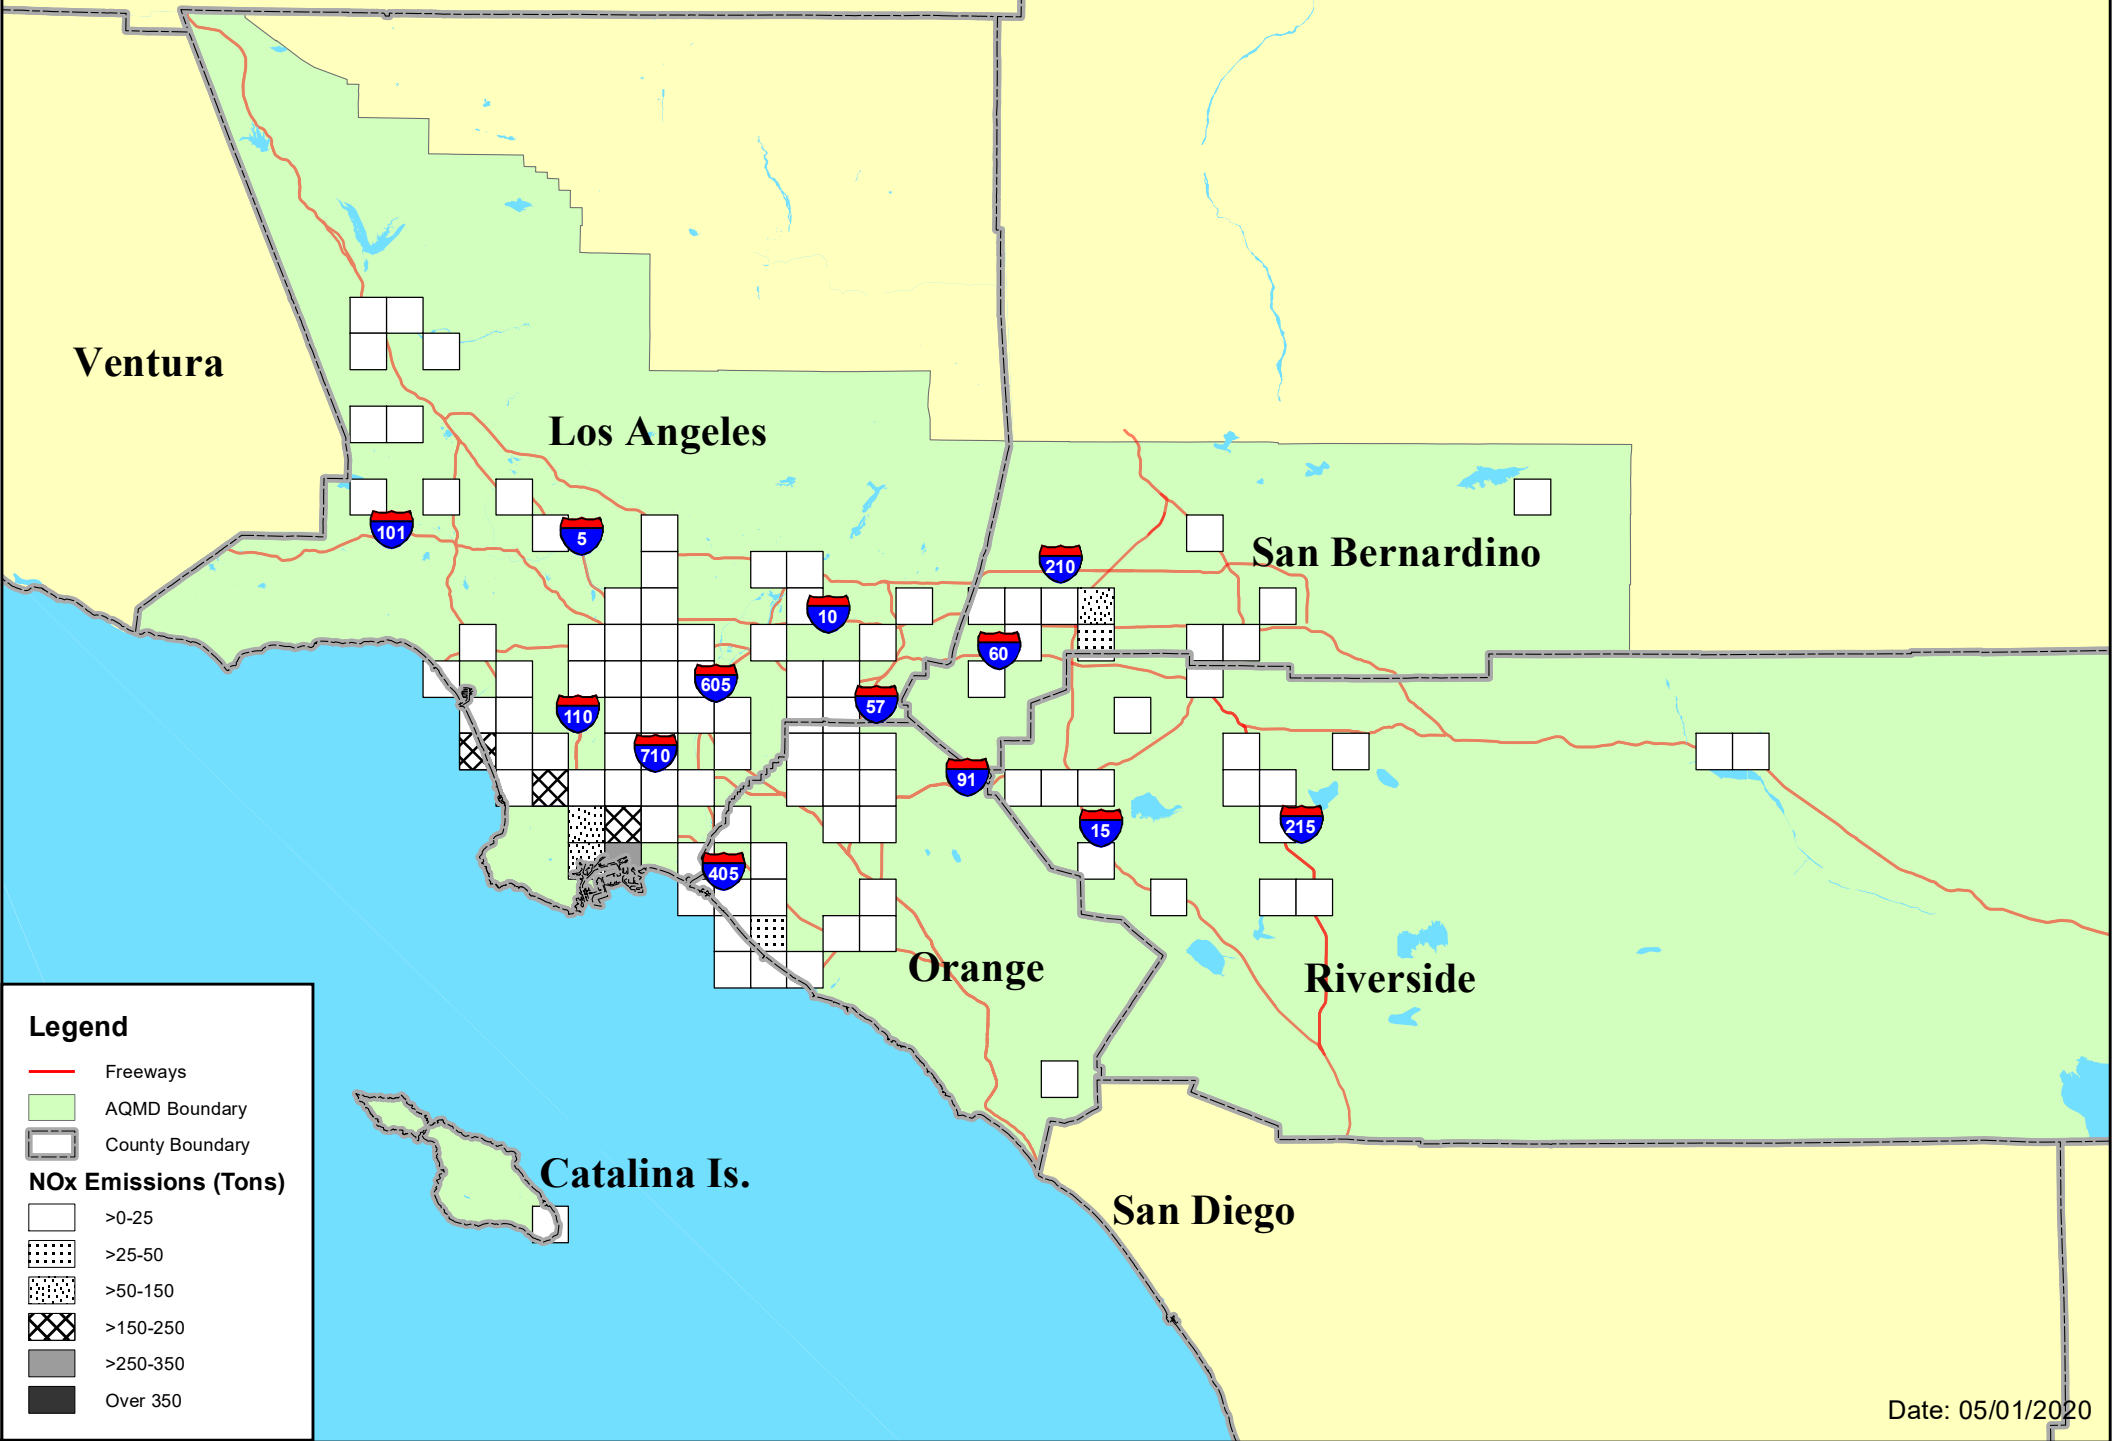 Ventura
Los Angeles
101
5
210
San Bernardino
10
60
605
57
110
710
91
15
215
405
Orange
Riverside
Legend
Freeways
AQMD Boundary
County Boundary
NOx Emissions (Tons)
>0-25
>25-50
>50-150
>150-250
>250-350
Over 350
Catalina Is.
San Diego
Date: 05/01/2020